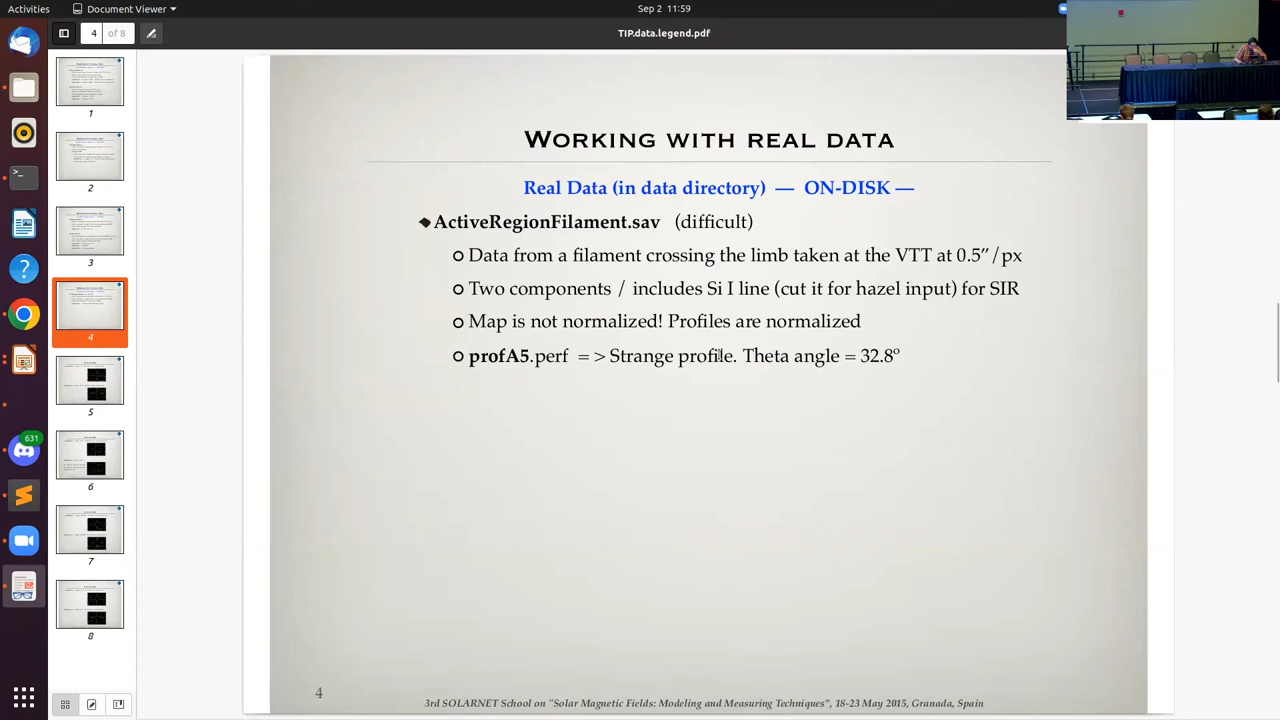 Activities
Document Viewer
Sep 2 11:59
4 of 8
TIP.data.legend.pdf
1
2
3
4
5
6
7
8
631
WORKING WITH REAL DATA
Real Data (in data directory) — ON-DISK —
ActiveRegionFilament.sav (difficult)
Data from a filament crossing the limb taken at the VTT at 0.5”/px
Two components / includes Si I line (cut it for hazel input) for SIR
Map is not normalized! Profiles are normalized
profA5.perf => Strange profile. Theta angle = 32.8º
4
3rd SOLARNET School on "Solar Magnetic Fields: Modeling and Measuring Techniques", 18-23 May 2015, Granada, Spain